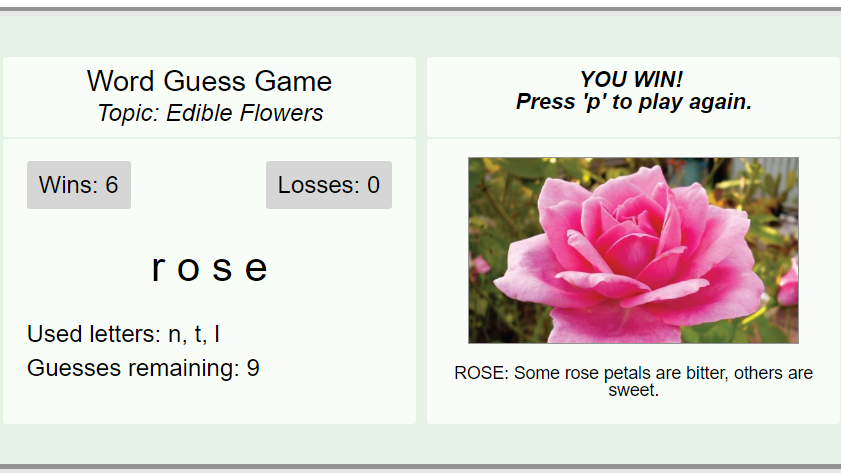 Word Guess Game
Topic: Edible Flowers
Wins: 6
Losses: 0
r o s e
Used letters: n, t, l
Guesses remaining: 9
YOU WIN!
Press 'p' to play again.
ROSE: Some rose petals are bitter, others are
sweet.